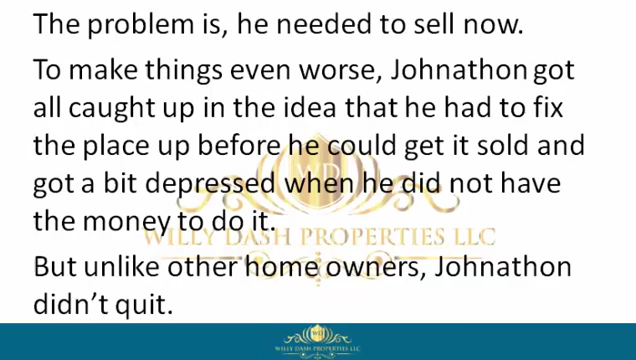 The problem is, he needed to sell now.
To make things even worse, Johnathon got
all caught up in the idea that he had to fix
the place up before he could get it sold and
got a bit depressed when he did not have
the money to do it.
WILLY DASH PROPERTIES LLC
But unlike other home owners, Johnathon
didn’t quit.
WILLY DASH PROPERTIES LLC